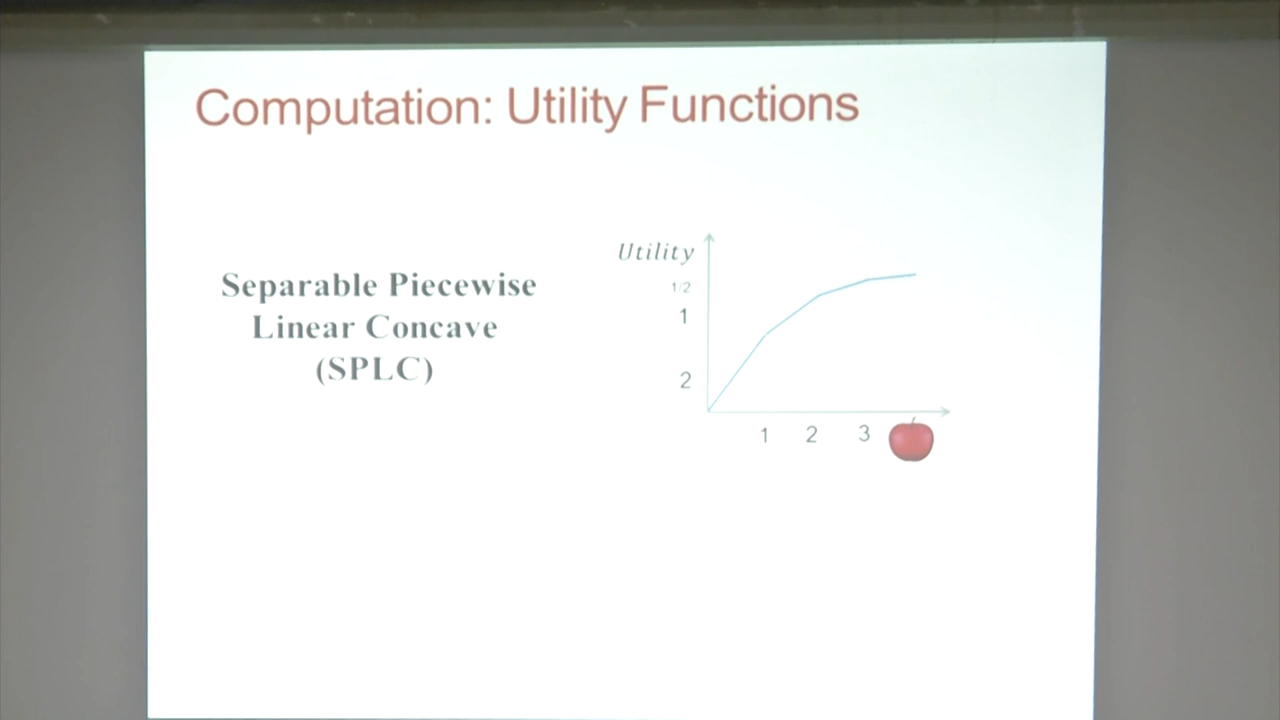 Computation: Utility Functions
Separable Piecewise
Linear Concave
(SPLC)
Utility
1/2
1
2
1 2 3